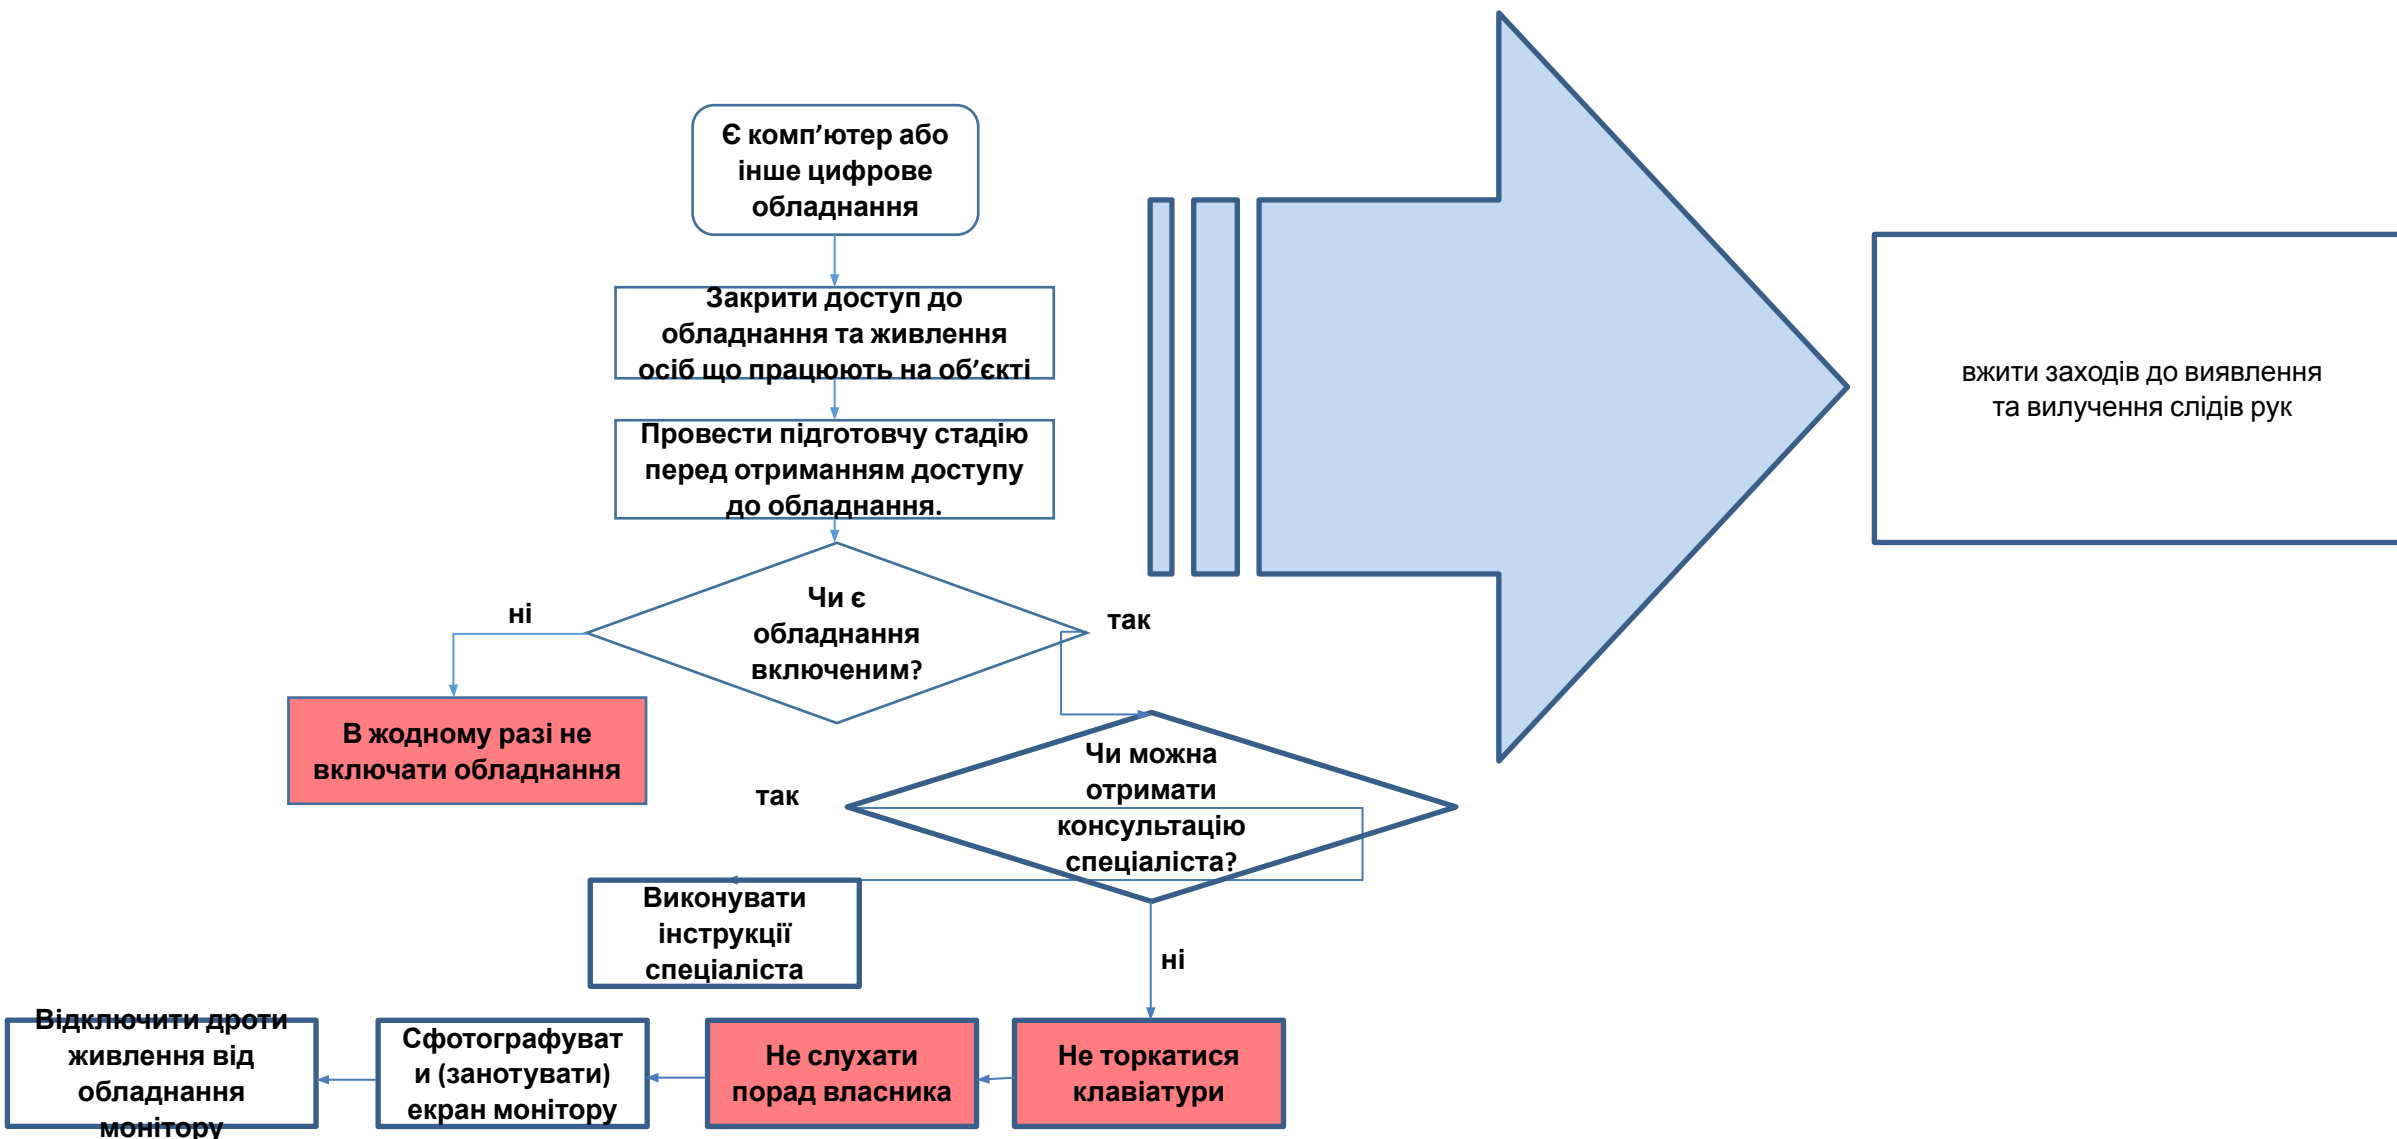 Є комп’ютер або
інше цифрове
обладнання
Закрити доступ до
обладнання та живлення
осіб що працюють на об’єкті
Провести підготовчу стадію
перед отриманням доступу
до обладнання.
вжити заходів до виявлення
та вилучення слідів рук
Чи є
обладнання
включеним?
ні
так
В жодному разі не
включати обладнання
Чи можна
отримати
консультацію
спеціаліста?
так
Виконувати
інструкції
спеціаліста
ні
Не торкатися
клавіатури
Не слухати
порад власника
Сфотографуват
и (занотувати)
екран монітору
Відключити дроти
живлення від
обладнання
монітору